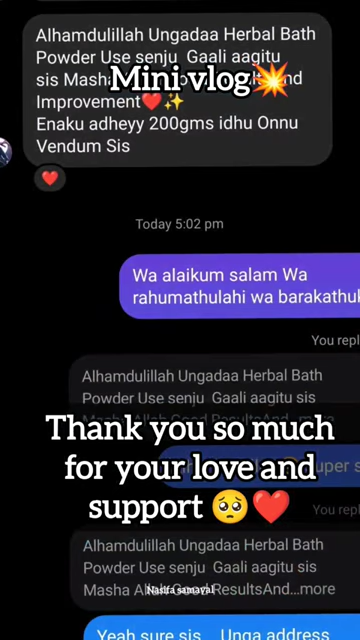 Alhamdulillah Ungadaa Herbal Bath
Powder Use senju Gaali aagitu
sis Masha
Mini vlog💥
Improvement❤️✨
Enaku adheyy 200gms idhu Onnu
Vendum Sis
❤️
Today 5:02 pm
Wa alaikum salam Wa
rahumathulahi wa barakathuh
You repl
Alhamdulillah Ungadaa Herbal Bath
Powder Use senju Gaali aagitu sis
Thank you so much
for your love and
support 🥺❤️
You repl
Alhamdulillah Ungadaa Herbal Bath
Powder Use senju Gaali aagitu sis
Masha Allah Good ResultsAnd...more
Nasifa samayal
Yeah sure sis Unga address